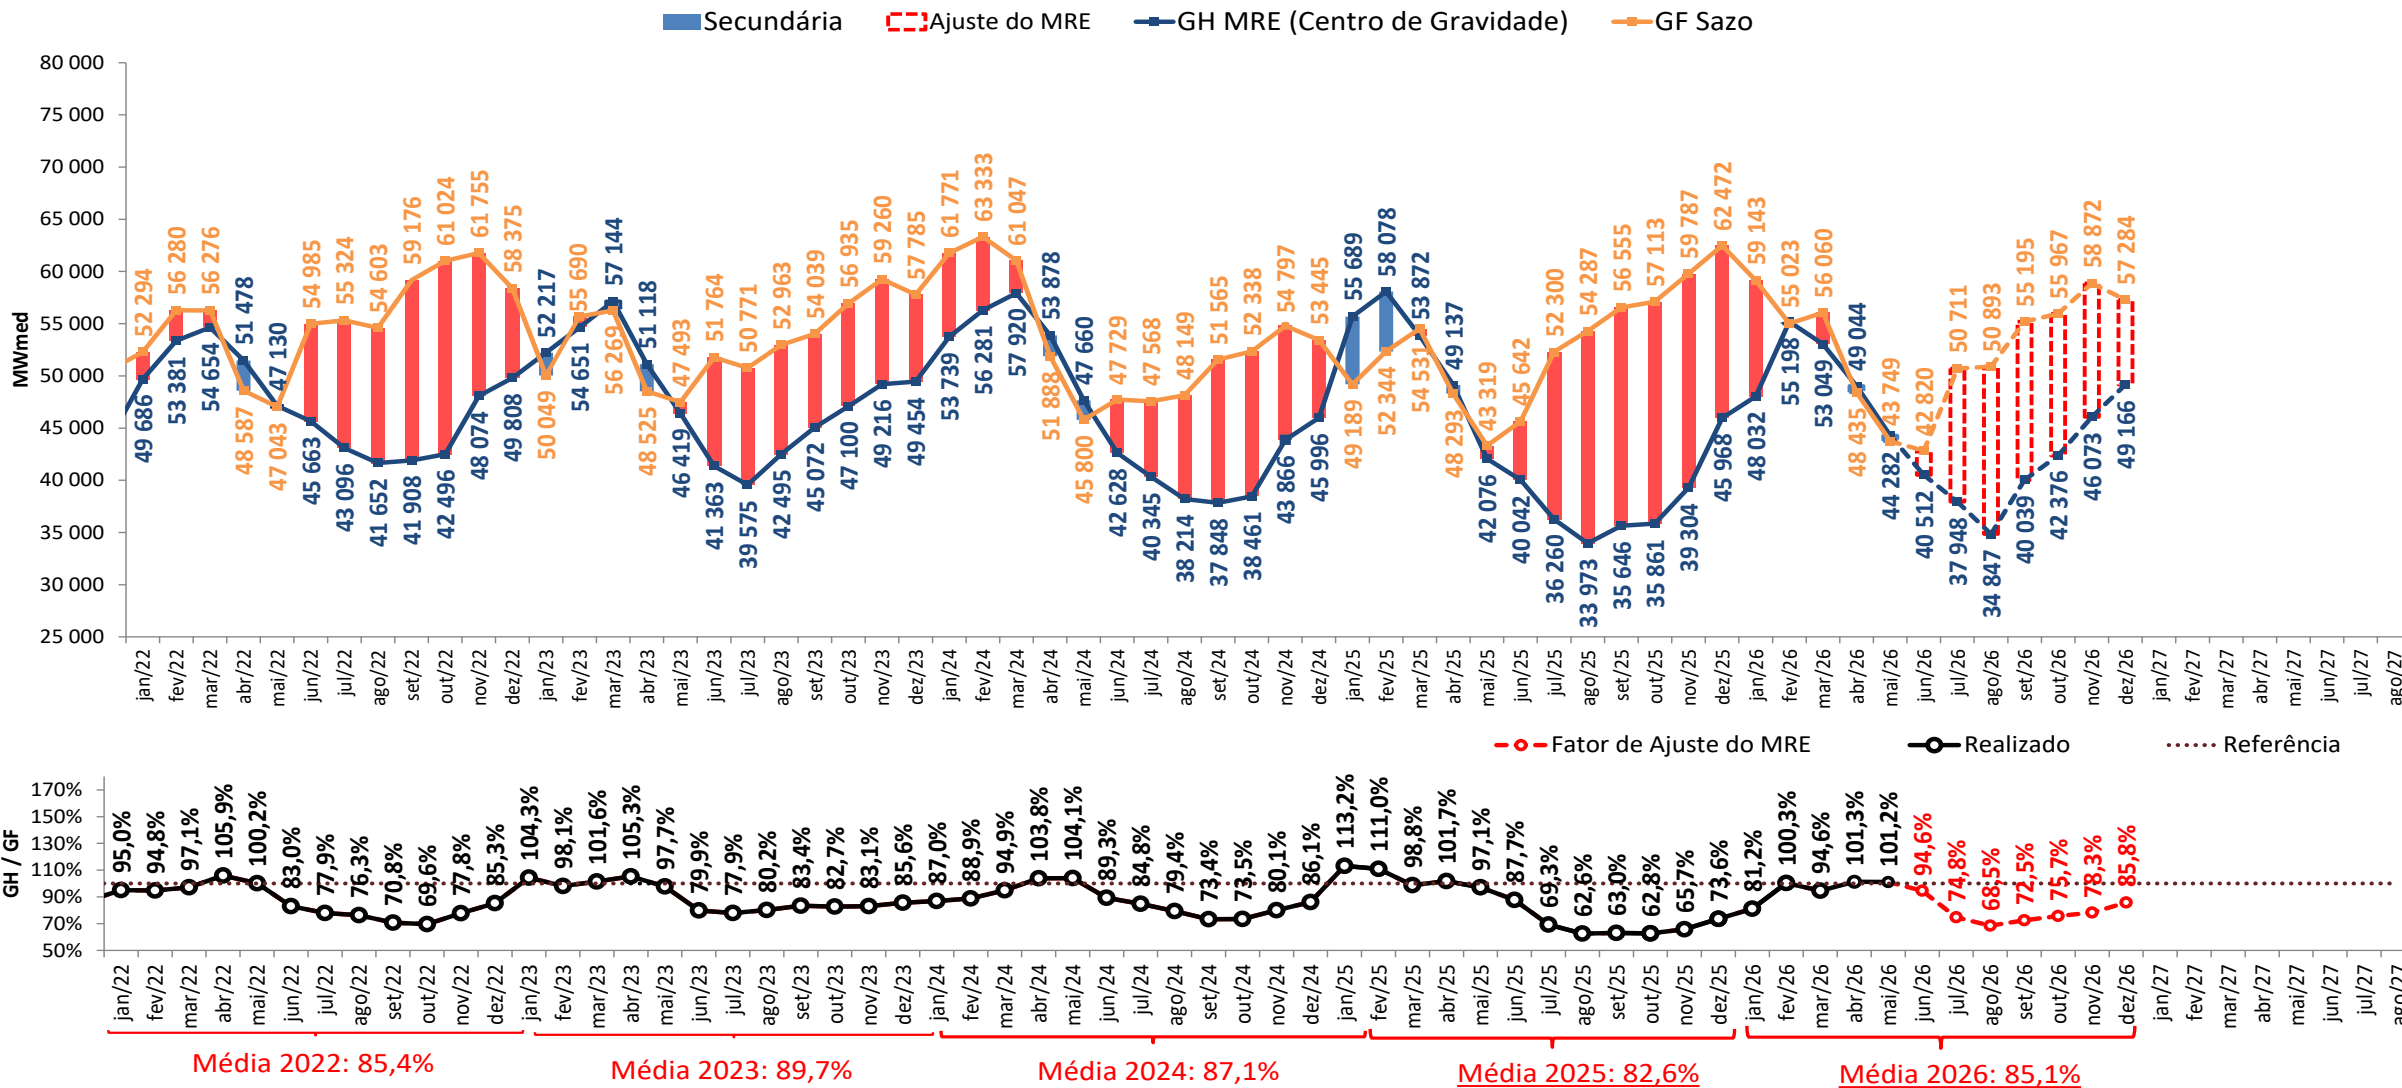 Secundária Ajuste do MRE GH MRE (Centro de Gravidade) GF Sazo
MWmed
80 000
75 000
70 000
65 000
60 000
55 000
50 000
45 000
40 000
35 000
30 000
25 000
52 294 56 280 56 276 48 587 47 043 54 985 55 324 54 603 59 176 61 024 61 755 58 375 50 049 55 690 56 269 48 525 47 493 51 764 50 771 52 963 54 039 56 935 59 260 57 785 61 771 63 333 61 047 51 888 45 800 47 729 47 568 48 149 51 565 52 338 54 797 53 445 49 189 52 344 54 531 48 293 43 319 45 642 52 300 54 287 56 555 57 113 59 787 62 472 59 143 55 023 56 060 48 435 43 749 42 820 50 711 50 893 55 195 55 967 58 872 57 284
49 686 53 381 54 654 51 478 47 130 45 663 43 096 41 652 41 908 42 496 48 074 49 808 52 217 54 651 57 144 51 118 46 419 41 363 39 575 42 495 45 072 47 100 49 216 49 454 53 739 56 281 57 920 53 878 47 660 42 628 40 345 38 214 37 848 38 461 43 866 45 996 55 689 58 078 53 872 49 137 42 076 40 042 36 260 33 973 35 646 35 861 39 304 45 968 48 032 55 198 53 049 49 044 44 282 40 512 37 948 34 847 40 039 42 376 46 073 49 166
jan/22 fev/22 mar/22 abr/22 mai/22 jun/22 jul/22 ago/22 set/22 out/22 nov/22 dez/22 jan/23 fev/23 mar/23 abr/23 mai/23 jun/23 jul/23 ago/23 set/23 out/23 nov/23 dez/23 jan/24 fev/24 mar/24 abr/24 mai/24 jun/24 jul/24 ago/24 set/24 out/24 nov/24 dez/24 jan/25 fev/25 mar/25 abr/25 mai/25 jun/25 jul/25 ago/25 set/25 out/25 nov/25 dez/25 jan/26 fev/26 mar/26 abr/26 mai/26 jun/26 jul/26 ago/26 set/26 out/26 nov/26 dez/26 jan/27 fev/27 mar/27 abr/27 mai/27 jun/27 jul/27 ago/27
Fator de Ajuste do MRE Realizado Referência
GH / GF
170%
150%
130%
110%
90%
70%
50%
95,0% 94,8% 97,1% 105,9% 100,2% 83,0% 77,9% 76,3% 70,8% 69,6% 77,8% 85,3% 104,3% 98,1% 101,6% 105,3% 97,7% 79,9% 77,9% 80,2% 83,4% 82,7% 83,1% 85,6% 87,0% 88,9% 94,9% 103,8% 104,1% 89,3% 84,8% 79,4% 73,4% 73,5% 80,1% 86,1% 113,2% 111,0% 98,8% 101,7% 97,1% 87,7% 69,3% 62,6% 63,0% 62,8% 65,7% 73,6% 81,2% 100,3% 94,6% 101,3% 101,2% 94,6% 74,8% 68,5% 72,5% 75,7% 78,3% 85,8%
jan/22 fev/22 mar/22 abr/22 mai/22 jun/22 jul/22 ago/22 set/22 out/22 nov/22 dez/22 jan/23 fev/23 mar/23 abr/23 mai/23 jun/23 jul/23 ago/23 set/23 out/23 nov/23 dez/23 jan/24 fev/24 mar/24 abr/24 mai/24 jun/24 jul/24 ago/24 set/24 out/24 nov/24 dez/24 jan/25 fev/25 mar/25 abr/25 mai/25 jun/25 jul/25 ago/25 set/25 out/25 nov/25 dez/25 jan/26 fev/26 mar/26 abr/26 mai/26 jun/26 jul/26 ago/26 set/26 out/26 nov/26 dez/26 jan/27 fev/27 mar/27 abr/27 mai/27 jun/27 jul/27 ago/27
Média 2022: 85,4% Média 2023: 89,7% Média 2024: 87,1% Média 2025: 82,6% Média 2026: 85,1%